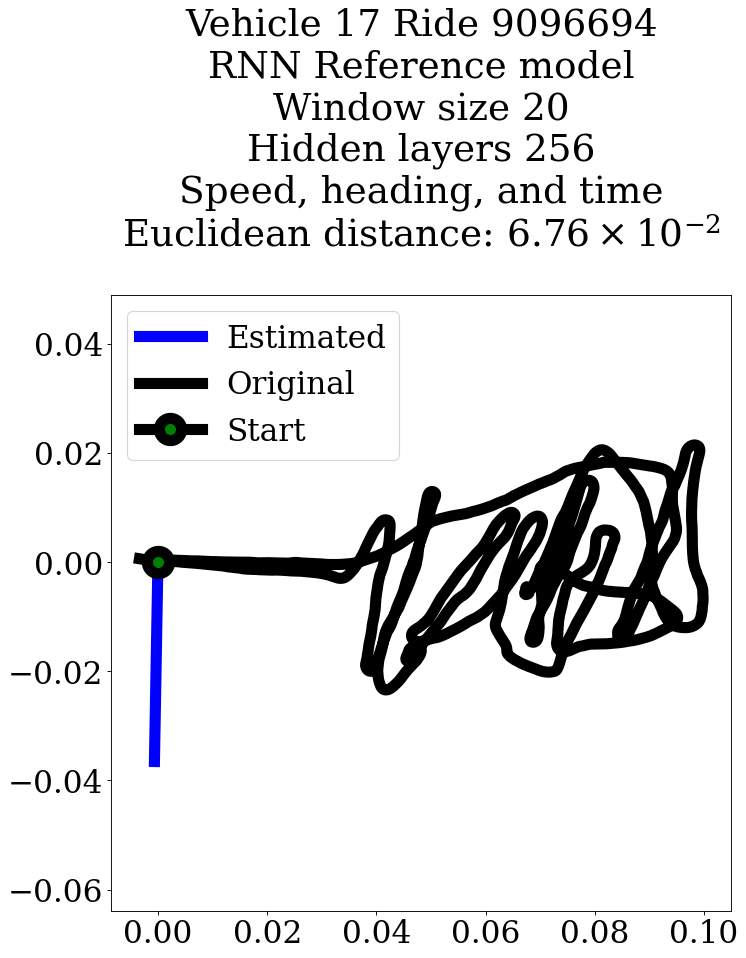 Vehicle 17 Ride 9096694
RNN Reference model
Window size 20
Hidden layers 256
Speed, heading, and time
Euclidean distance: 6.76 × 10⁻²
Estimated
Original
Start
0.04
0.02
0.00
−0.02
−0.04
−0.06
0.00 0.02 0.04 0.06 0.08 0.10